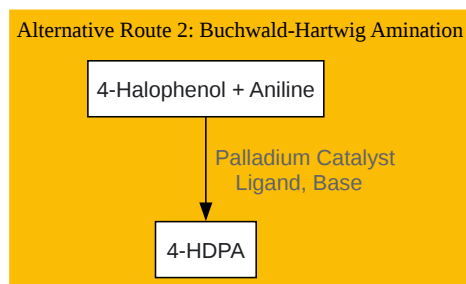 Alternative Route 2: Buchwald-Hartwig Amination
4-Halophenol + Aniline
Palladium Catalyst
Ligand, Base
4-HDPA